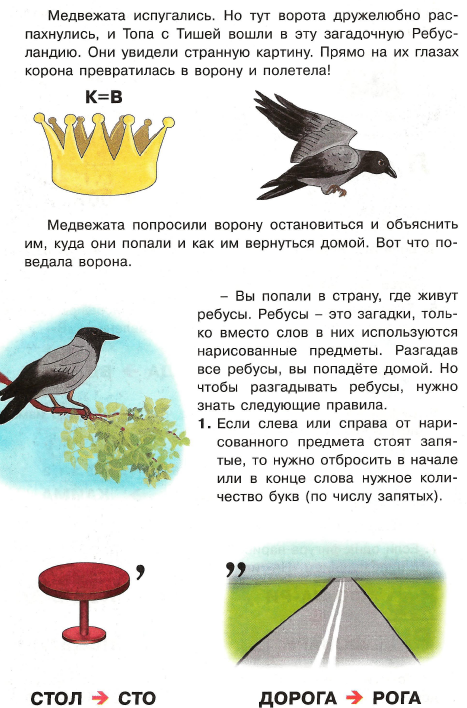 Медвежата испугались. Но тут ворота дружелюбно рас-
пахнулись, и Топа с Тишей вошли в эту загадочную Ребус-
ландию. Они увидели странную картину. Прямо на их глазах
корона превратилась в ворону и полетела!
К=В
Медвежата попросили ворону остановиться и объяснить
им, куда они попали и как им вернуться домой. Вот что по-
ведала ворона.
– Вы попали в страну, где живут
ребусы. Ребусы – это загадки, толь-
ко вместо слов в них используются
нарисованные предметы. Разгадав
все ребусы, вы попадёте домой. Но
чтобы разгадывать ребусы, нужно
знать следующие правила.
1. Если слева или справа от нари-
сованного предмета стоят запя-
тые, то нужно отбросить в начале
или в конце слова нужное коли-
чество букв (по числу запятых).
, ,,
СТОЛ → СТО ДОРОГА → РОГА